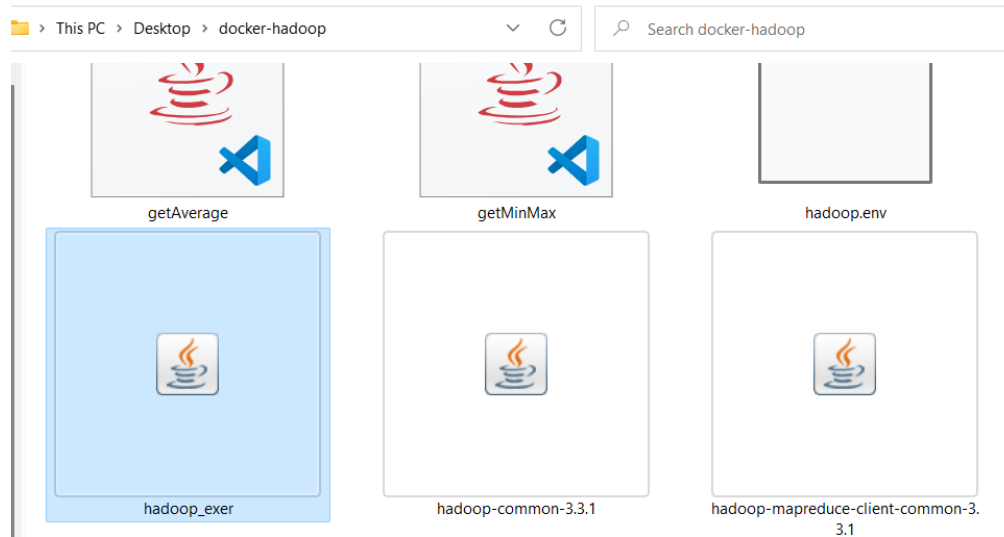 This PC > Desktop > docker-hadoop
Search docker-hadoop
getAverage
getMinMax
hadoop.env
hadoop_exer
hadoop-common-3.3.1
hadoop-mapreduce-client-common-3.
3.1